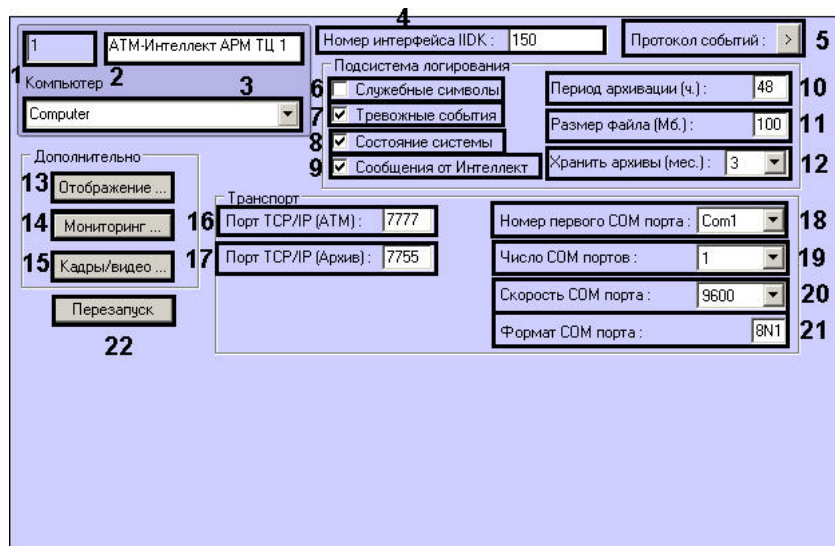 4
1 АТМ-Интеллект АРМ ТЦ 1 Номер интерфейса IIDK : 150 Протокол событий : > 5
1 Компьютер 2 3
Computer
Подсистема логирования
6 Служебные символы Период архивации (ч.) : 48 10
7 Тревожные события Размер файла (Мб.) : 100 11
8 Состояние системы
9 Сообщения от Интеллект Хранить архивы (мес.) : 3 12
Дополнительно
13 Отображение ...
14 Мониторинг ...
15 Кадры/видео ...
Перезапуск
22
Транспорт
16 Порт TCP/IP (АТМ) : 7777 Номер первого COM порта : Com1 18
17 Порт TCP/IP (Архив) : 7755 Число COM портов : 1 19
Скорость COM порта : 9600 20
Формат COM порта : 8N1 21